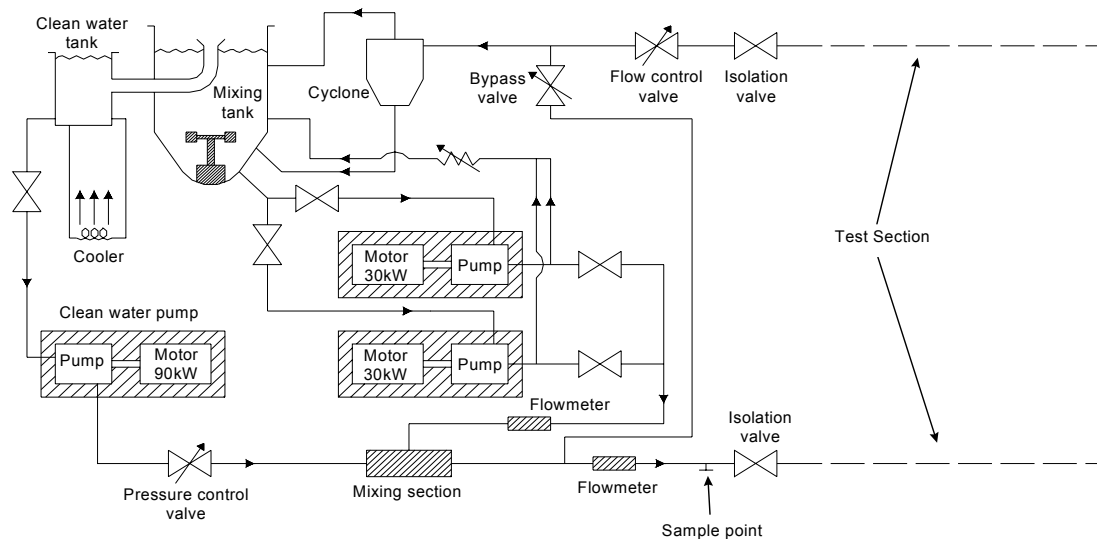 Clean water
tank
Mixing
tank
Cyclone
Bypass
valve
Flow control
valve
Isolation
valve
Cooler
Motor
30kW
Pump
Test Section
Clean water pump
Pump
Motor
90kW
Motor
30kW
Pump
Flowmeter
Isolation
valve
Pressure control
valve
Mixing section
Flowmeter
Sample point